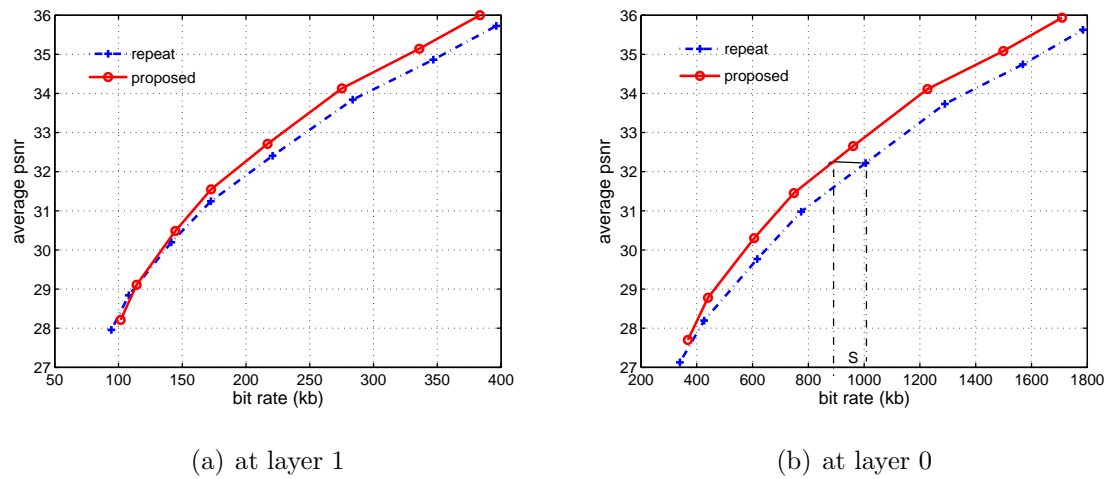 36
35
34
33
32
31
30
29
28
27
average psnr
repeat
proposed
50 100 150 200 250 300 350 400
bit rate (kb)
(a) at layer 1
36
35
34
33
32
31
30
29
28
27
average psnr
repeat
proposed
S
200 400 600 800 1000 1200 1400 1600 1800
bit rate (kb)
(b) at layer 0